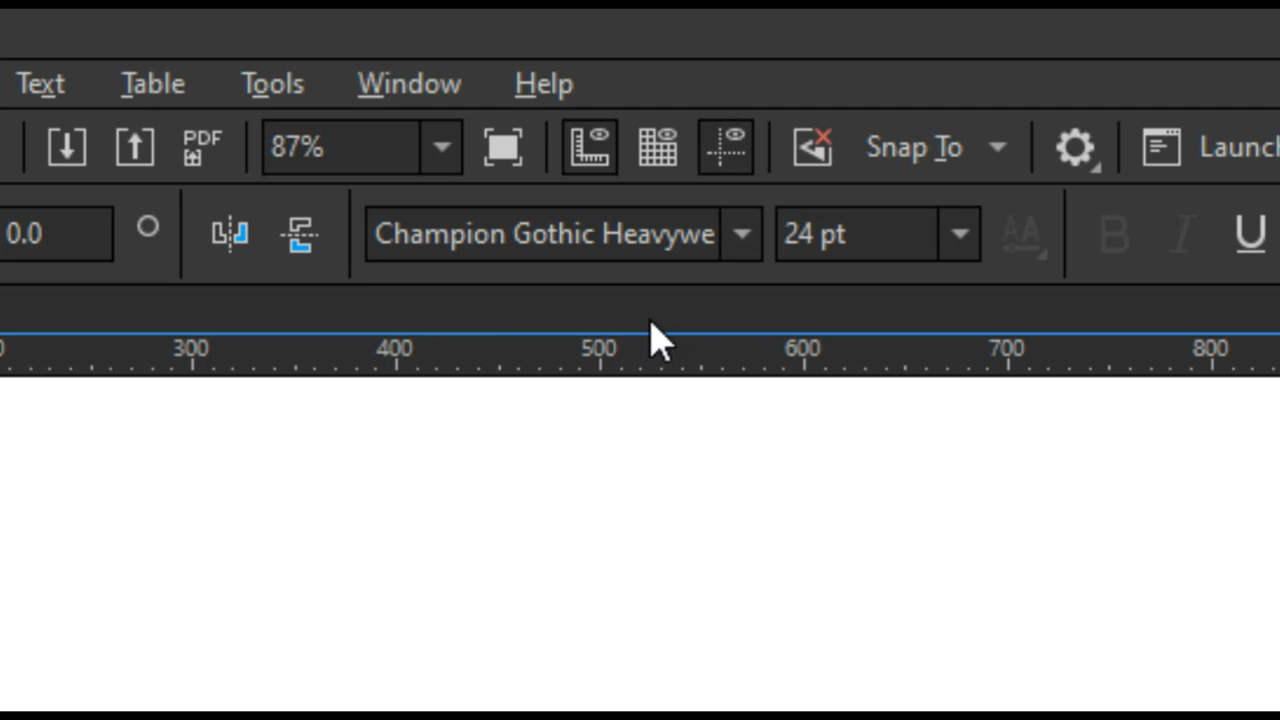 Text Table Tools Window Help
PDF 87% Snap To
0.0 Champion Gothic Heavywe 24 pt AA B I U
300 400 500 600 700 800